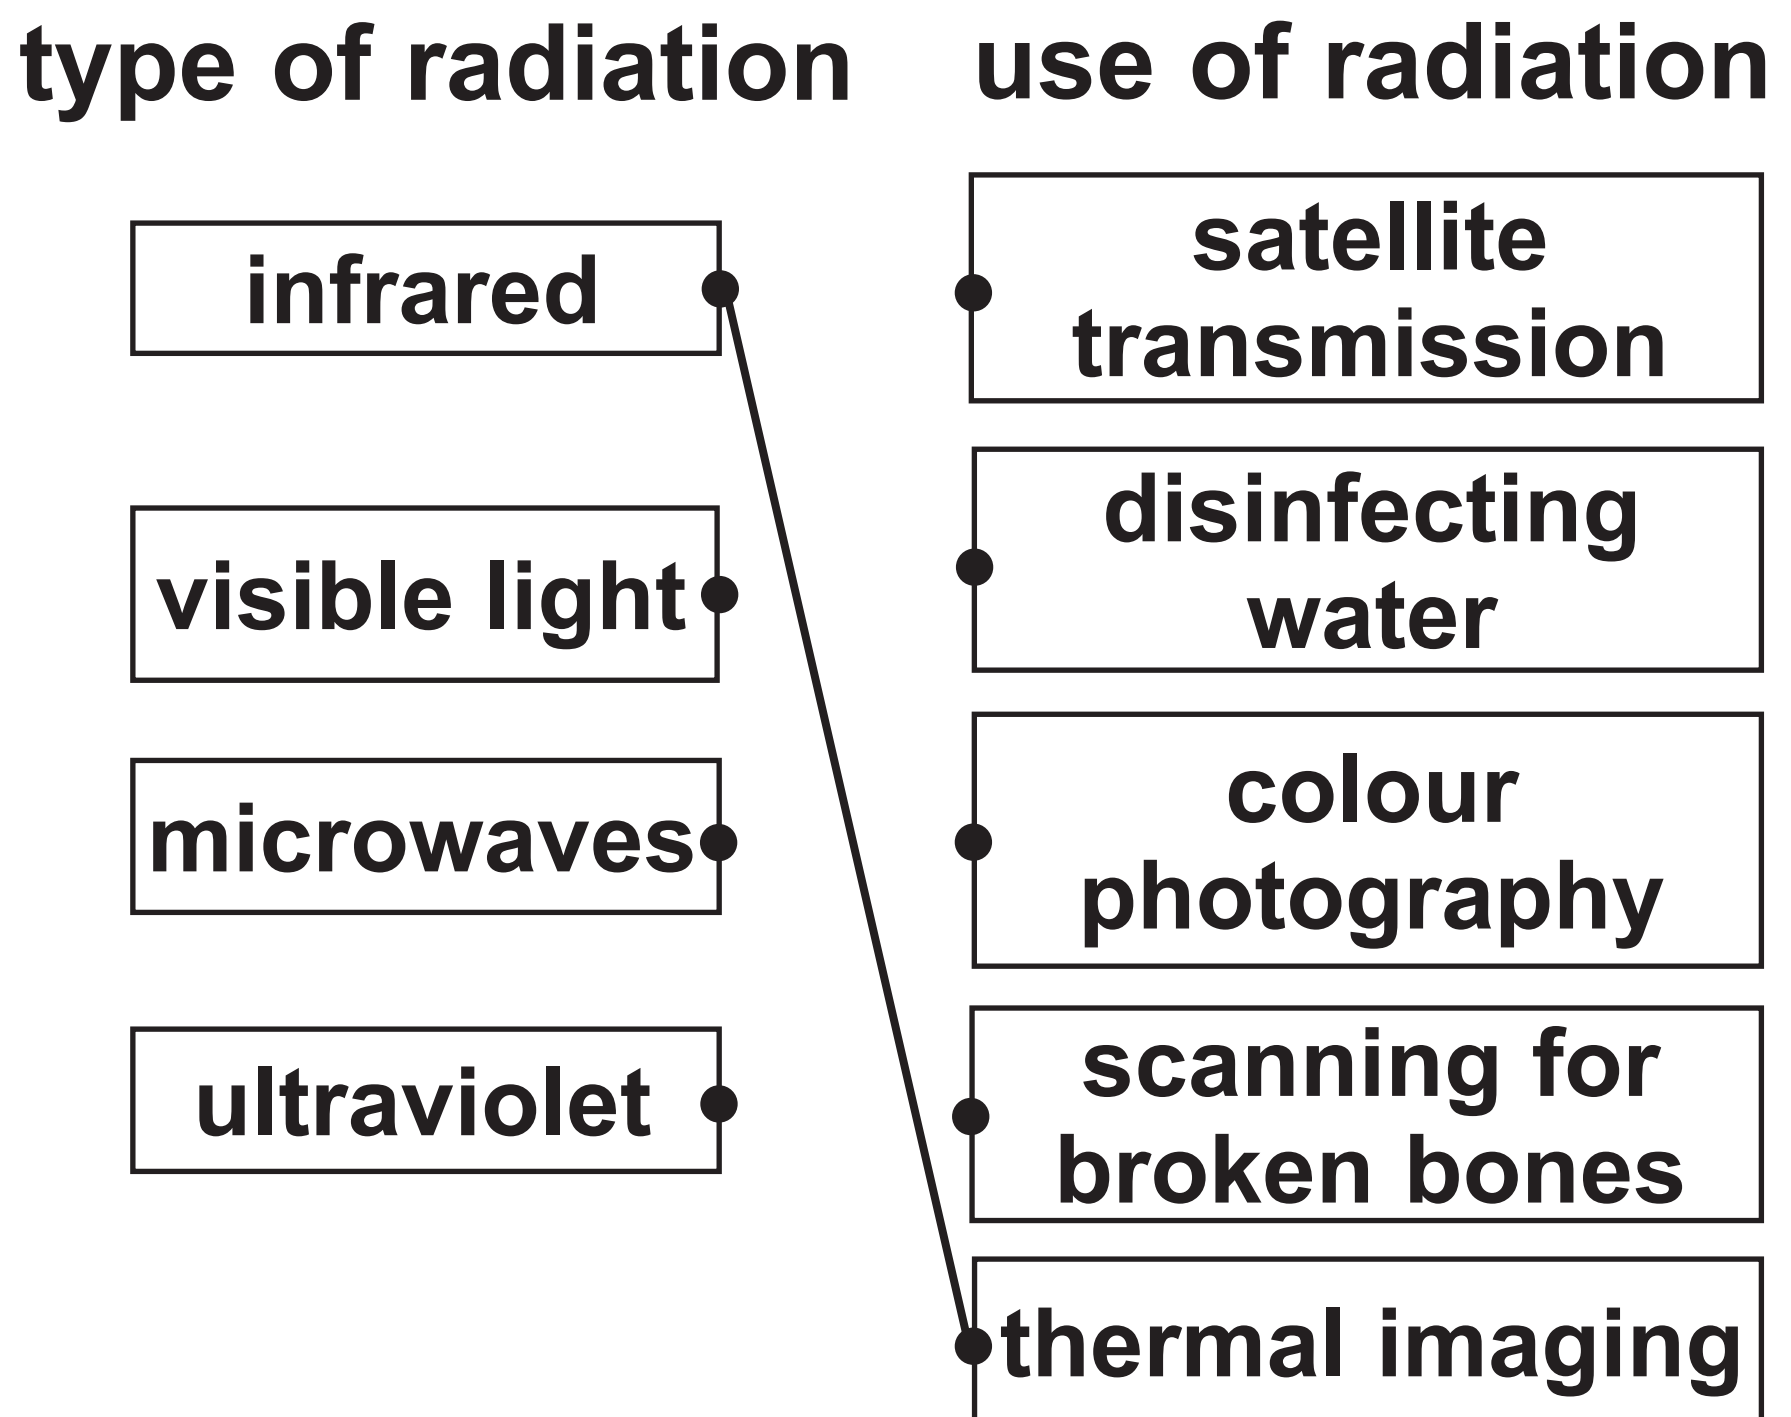 type of radiation
use of radiation
infrared
visible light
microwaves
ultraviolet
satellite
transmission
disinfecting
water
colour
photography
scanning for
broken bones
thermal imaging